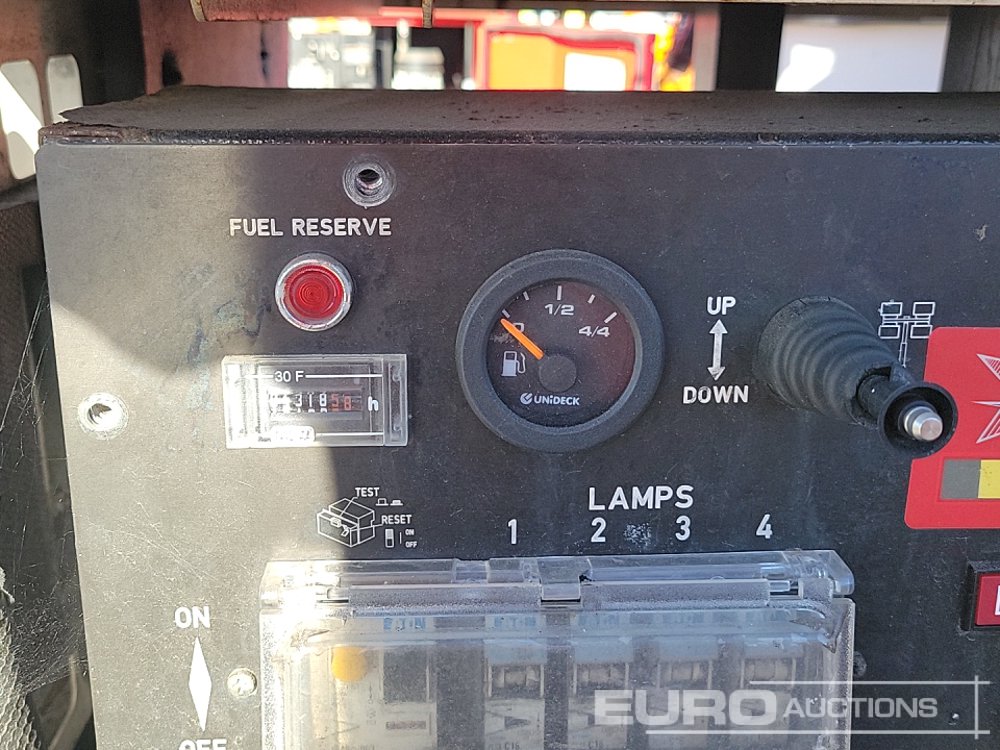 FUEL RESERVE
30 F
h
1/2
4/4
UNiDECK
UP
DOWN
TEST
RESET
ON
OFF
LAMPS
1 2 3 4
ON
OFF
EURO AUCTIONS